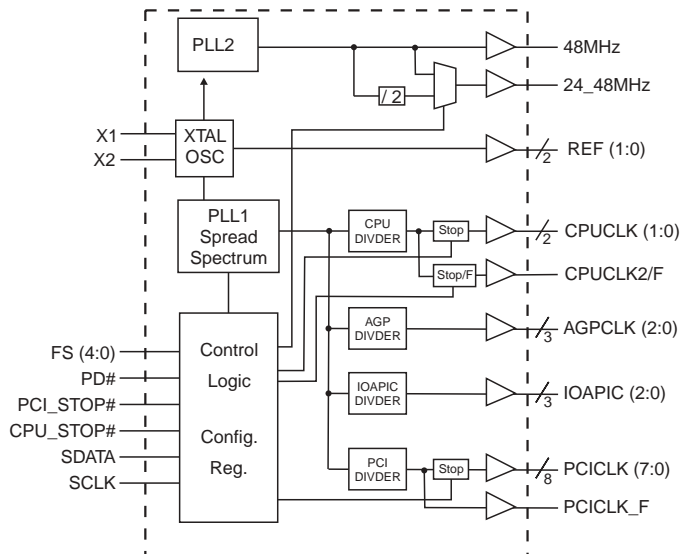 PLL2
48MHz
/ 2
24_48MHz
X1
X2
XTAL
OSC
2
REF (1:0)
PLL1
Spread
Spectrum
CPU
DIVDER
Stop
2
CPUCLK (1:0)
Stop/F
CPUCLK2/F
AGP
DIVDER
3
AGPCLK (2:0)
IOAPIC
DIVDER
3
IOAPIC (2:0)
PCI
DIVDER
Stop
8
PCICLK (7:0)
PCICLK_F
FS (4:0)
PD#
PCI_STOP#
CPU_STOP#
SDATA
SCLK
Control
Logic
Config.
Reg.